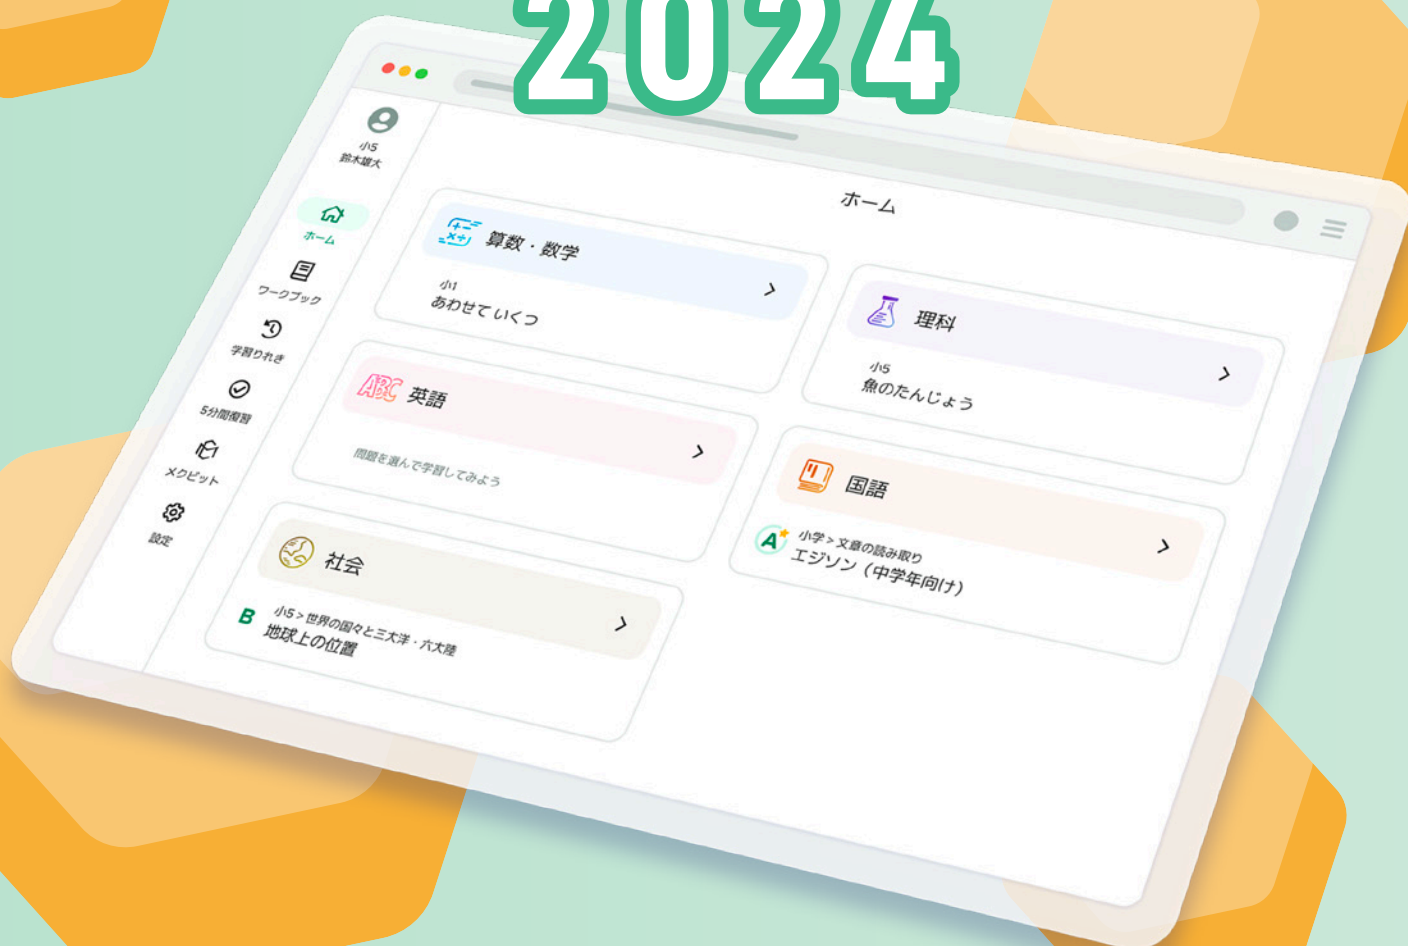 2024
小5
鈴木雄大
ホーム
ワークブック
学習りれき
5分間復習
メクビット
設定
ホーム
算数・数学
小1
あわせていくつ
理科
小5
魚のたんじょう
ABC 英語
問題を選んで学習してみよう
国語
A 小学 > 文章の読み取り
エジソン（中学年向け）
社会
B 小5 > 世界の国々と三大洋・六大陸
地球上の位置